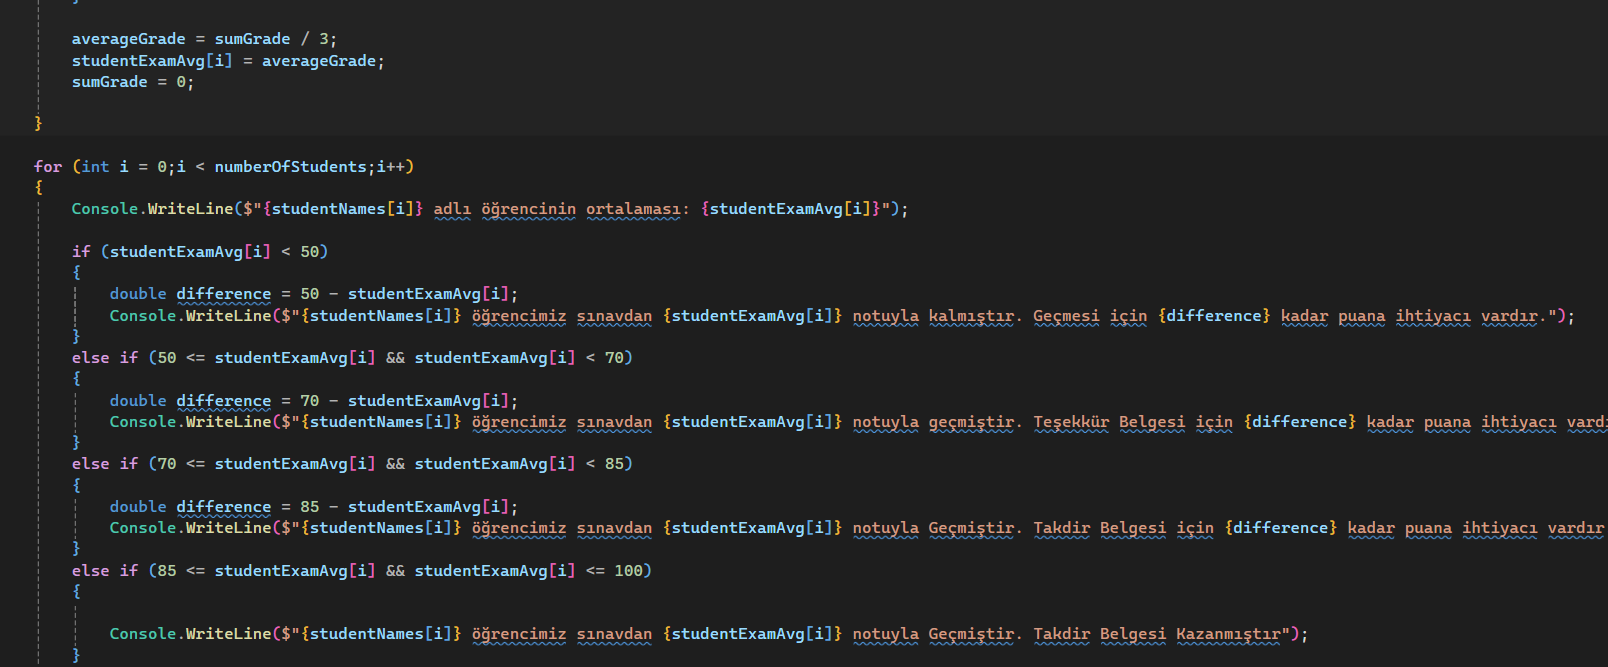 }
averageGrade = sumGrade / 3;
studentExamAvg[i] = averageGrade;
sumGrade = 0;
}
for (int i = 0;i < numberOfStudents;i++)
{
Console.WriteLine($"{studentNames[i]} adlı öğrencinin ortalaması: {studentExamAvg[i]}");
if (studentExamAvg[i] < 50)
{
double difference = 50 - studentExamAvg[i];
Console.WriteLine($"{studentNames[i]} öğrencimiz sınavdan {studentExamAvg[i]} notuyla kalmıştır. Geçmesi için {difference} kadar puana ihtiyacı vardır.");
}
else if (50 <= studentExamAvg[i] && studentExamAvg[i] < 70)
{
double difference = 70 - studentExamAvg[i];
Console.WriteLine($"{studentNames[i]} öğrencimiz sınavdan {studentExamAvg[i]} notuyla geçmiştir. Teşekkür Belgesi için {difference} kadar puana ihtiyacı vard
}
else if (70 <= studentExamAvg[i] && studentExamAvg[i] < 85)
{
double difference = 85 - studentExamAvg[i];
Console.WriteLine($"{studentNames[i]} öğrencimiz sınavdan {studentExamAvg[i]} notuyla Geçmiştir. Takdir Belgesi için {difference} kadar puana ihtiyacı vardır
}
else if (85 <= studentExamAvg[i] && studentExamAvg[i] <= 100)
{
Console.WriteLine($"{studentNames[i]} öğrencimiz sınavdan {studentExamAvg[i]} notuyla Geçmiştir. Takdir Belgesi Kazanmıştır");
}